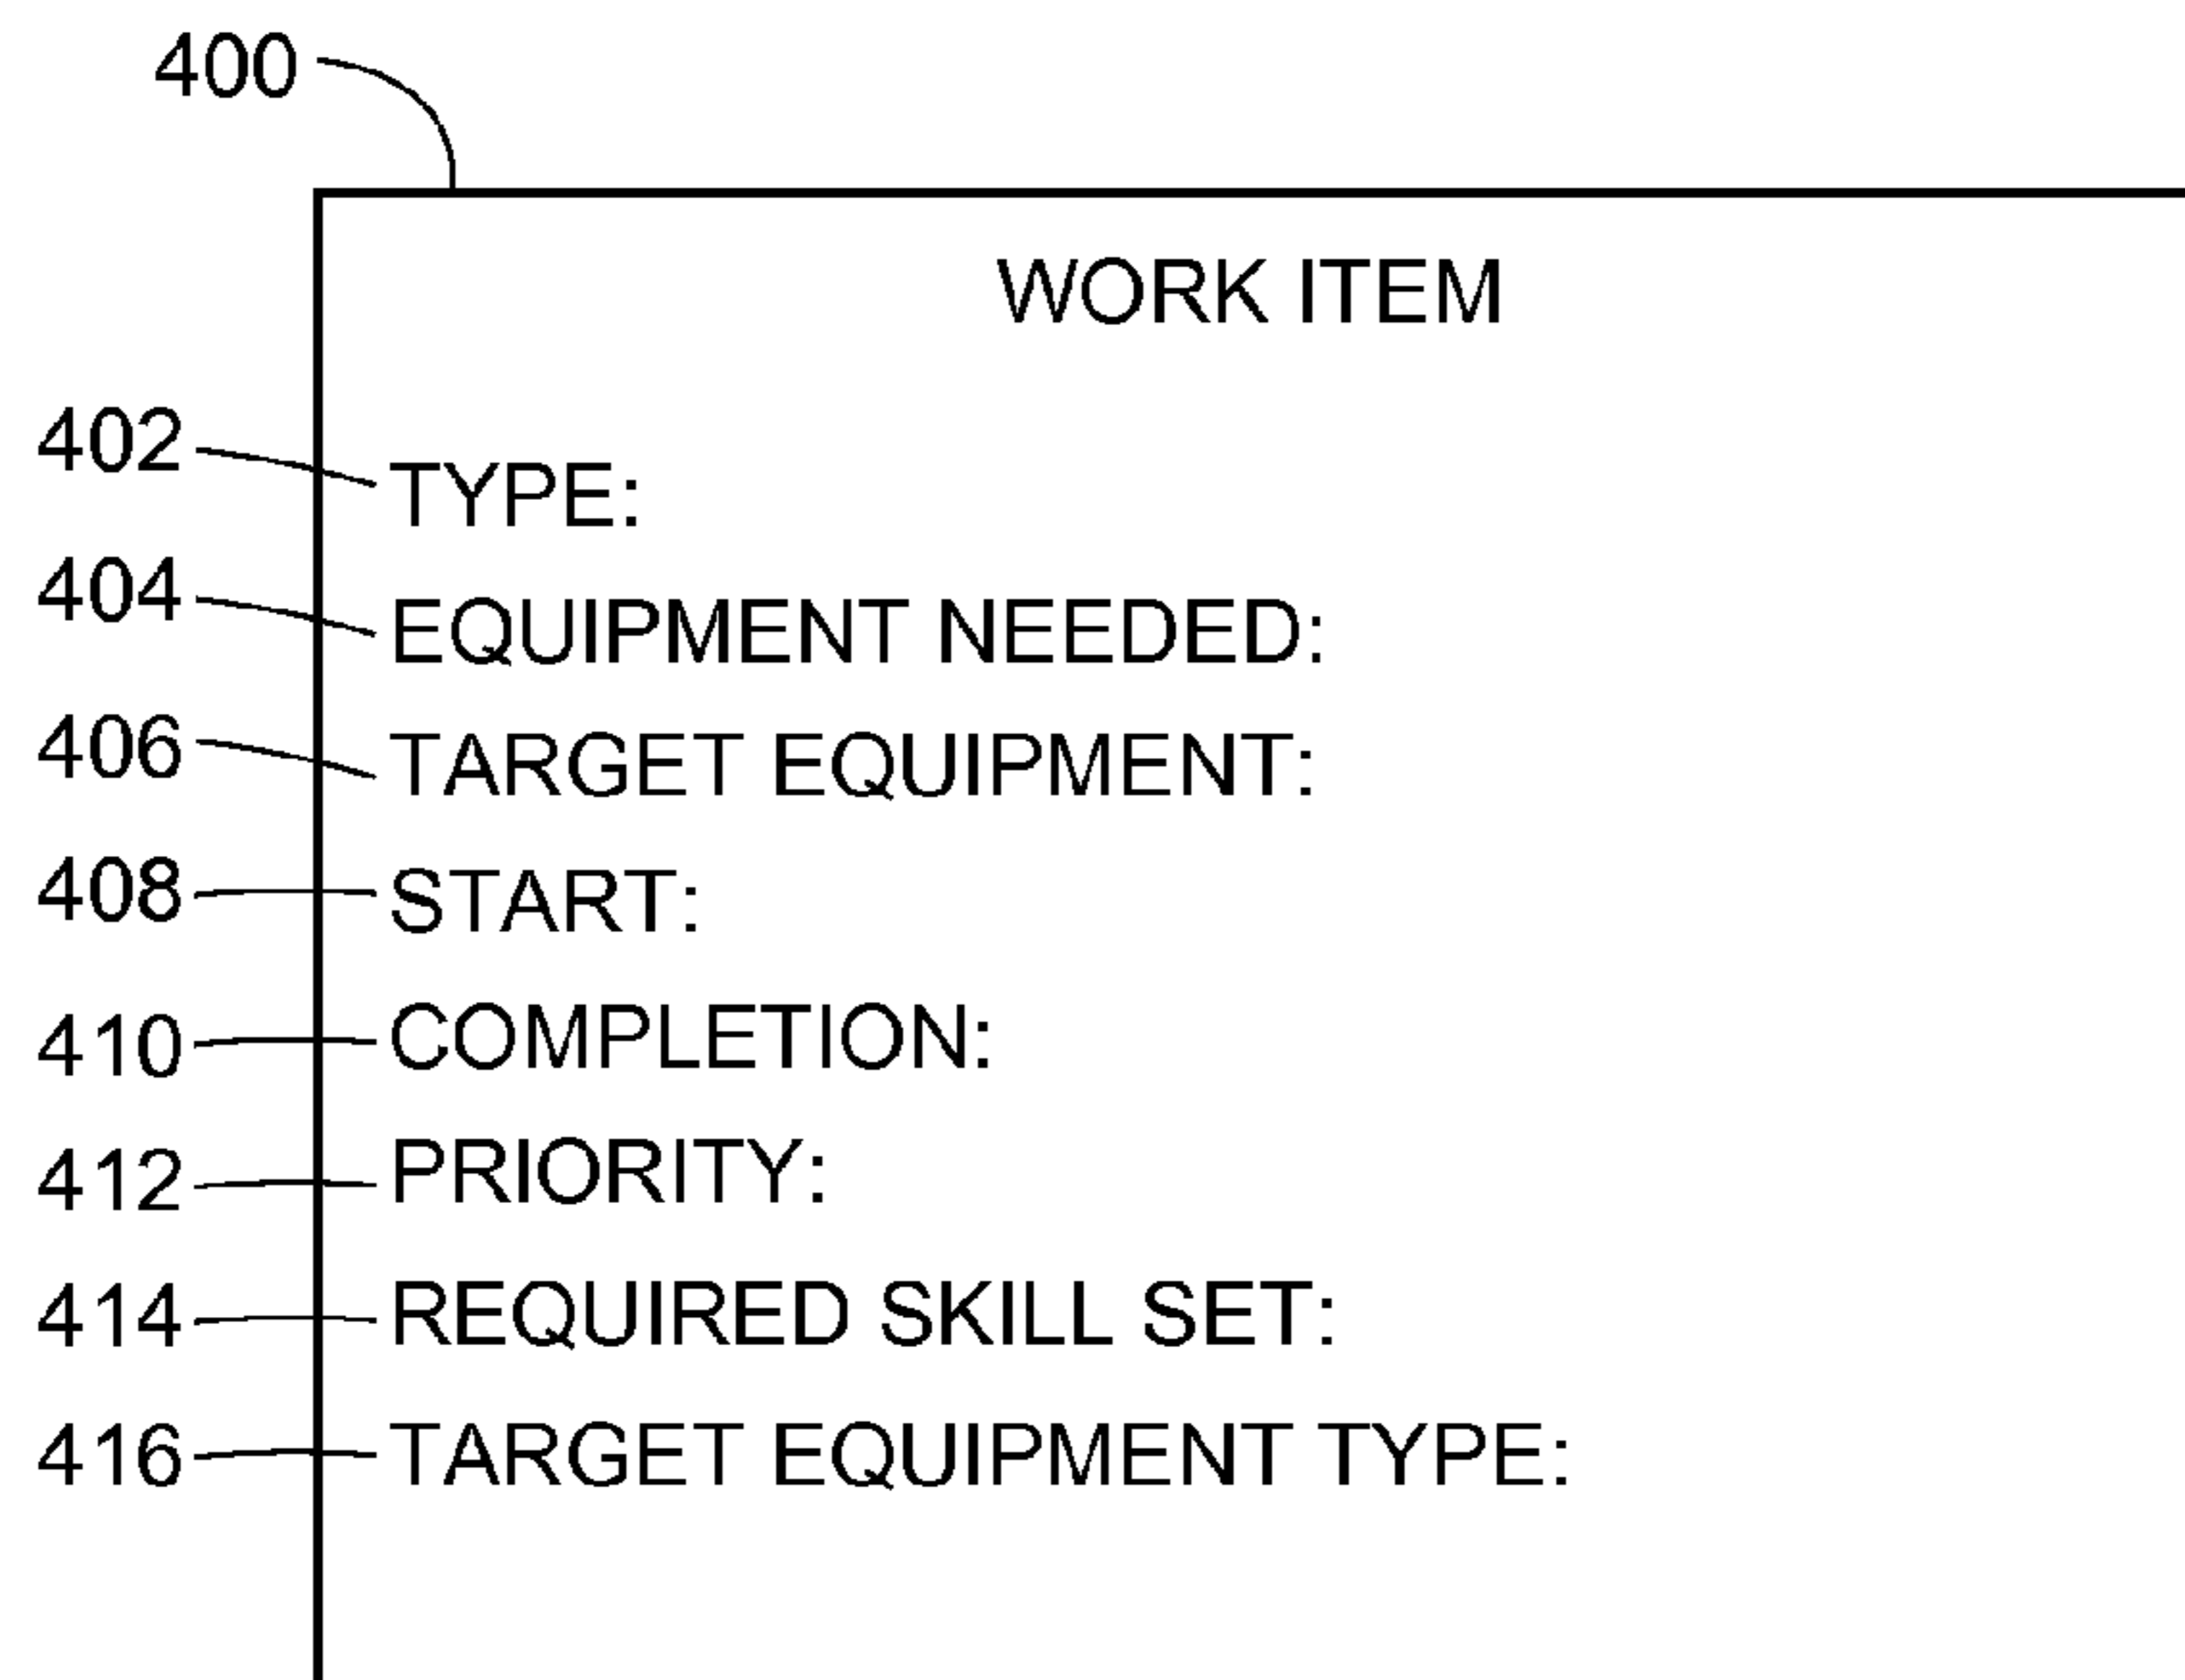 400
WORK ITEM
402 TYPE:
404 EQUIPMENT NEEDED:
406 TARGET EQUIPMENT:
408 START:
410 COMPLETION:
412 PRIORITY:
414 REQUIRED SKILL SET:
416 TARGET EQUIPMENT TYPE: